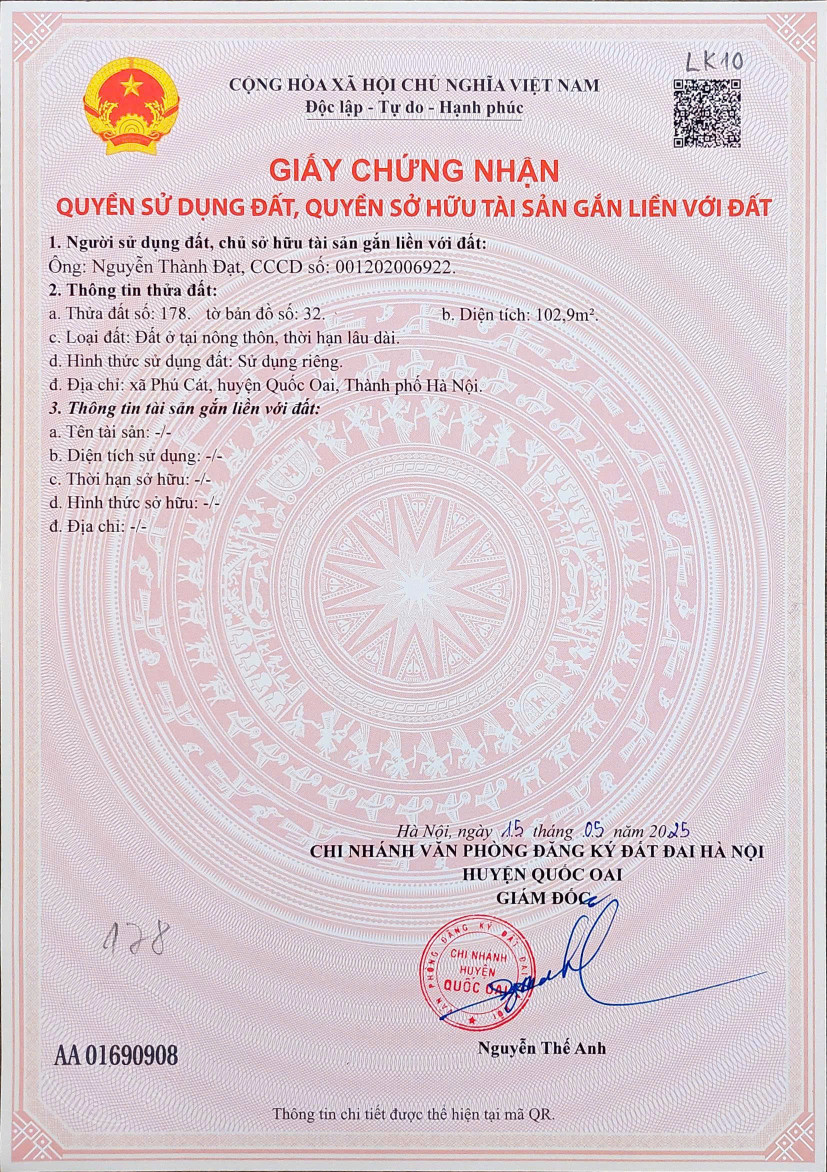 LK10
CỘNG HÒA XÃ HỘI CHỦ NGHĨA VIỆT NAM
Độc lập - Tự do - Hạnh phúc
GIẤY CHỨNG NHẬN
QUYỀN SỬ DỤNG ĐẤT, QUYỀN SỞ HỮU TÀI SẢN GẮN LIỀN VỚI ĐẤT
1. Người sử dụng đất, chủ sở hữu tài sản gắn liền với đất:
Ông: Nguyễn Thành Đạt, CCCD số: 001202006922.
2. Thông tin thửa đất:
a. Thửa đất số: 178. tờ bản đồ số: 32. b. Diện tích: 102,9m².
c. Loại đất: Đất ở tại nông thôn, thời hạn lâu dài.
d. Hình thức sử dụng đất: Sử dụng riêng.
đ. Địa chỉ: xã Phú Cát, huyện Quốc Oai, Thành phố Hà Nội.
3. Thông tin tài sản gắn liền với đất:
a. Tên tài sản: -/-
b. Diện tích sử dụng: -/-
c. Thời hạn sở hữu: -/-
d. Hình thức sở hữu: -/-
đ. Địa chỉ: -/-
Hà Nội, ngày 15 tháng 05 năm 2025
CHI NHÁNH VĂN PHÒNG ĐĂNG KÝ ĐẤT ĐAI HÀ NỘI
HUYỆN QUỐC OAI
GIÁM ĐỐC
VĂN PHÒNG ĐĂNG KÝ ĐẤT ĐAI HÀ NỘI
CHI NHÁNH
HUYỆN
QUỐC OAI
178
Nguyễn Thế Anh
AA 01690908
Thông tin chi tiết được thể hiện tại mã QR.